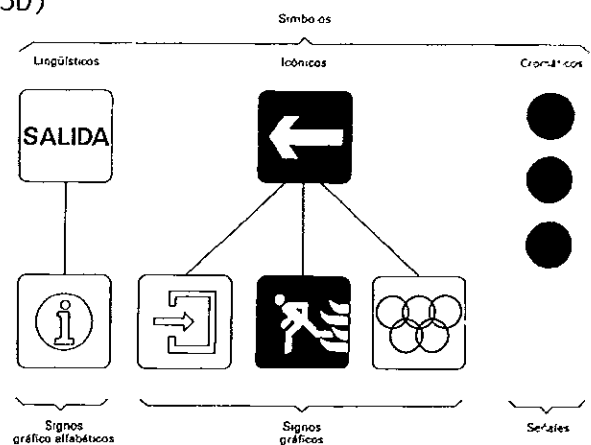 5D)
Símbolos
Lingüísticos
Icónicos
Cromáticos
SALIDA
i
Signos
gráfico alfabéticos
Signos
gráficos
Señales